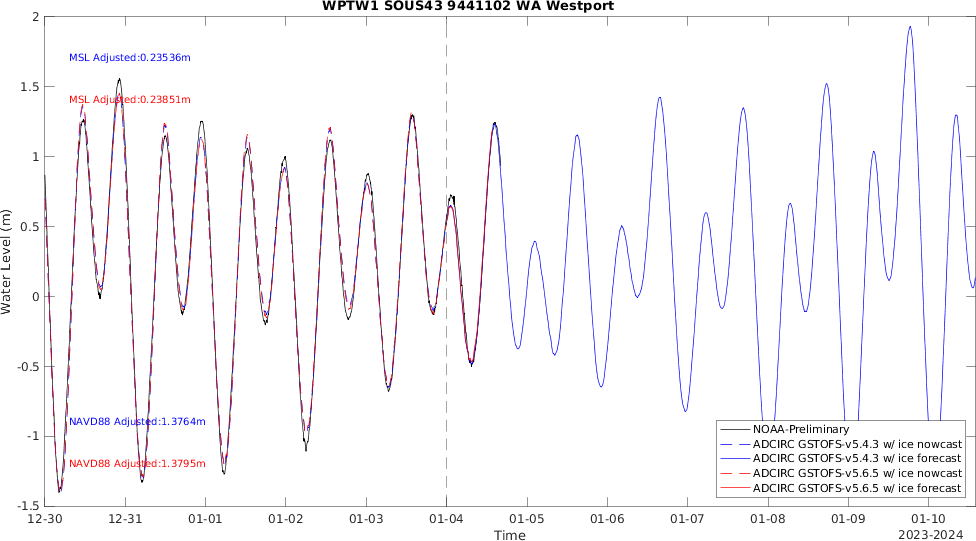 WPTW1 SOUS43 9441102 WA Westport
2
1.5
1
0.5
0
-0.5
-1
-1.5
Water Level (m)
MSL Adjusted:0.23536m
MSL Adjusted:0.23851m
NAVD88 Adjusted:1.3764m
NAVD88 Adjusted:1.3795m
NOAA-Preliminary
ADCIRC GSTOFS-v5.4.3 w/ ice nowcast
ADCIRC GSTOFS-v5.4.3 w/ ice forecast
ADCIRC GSTOFS-v5.6.5 w/ ice nowcast
ADCIRC GSTOFS-v5.6.5 w/ ice forecast
12-30 12-31 01-01 01-02 01-03 01-04 01-05 01-06 01-07 01-08 01-09 01-10
2023-2024
Time